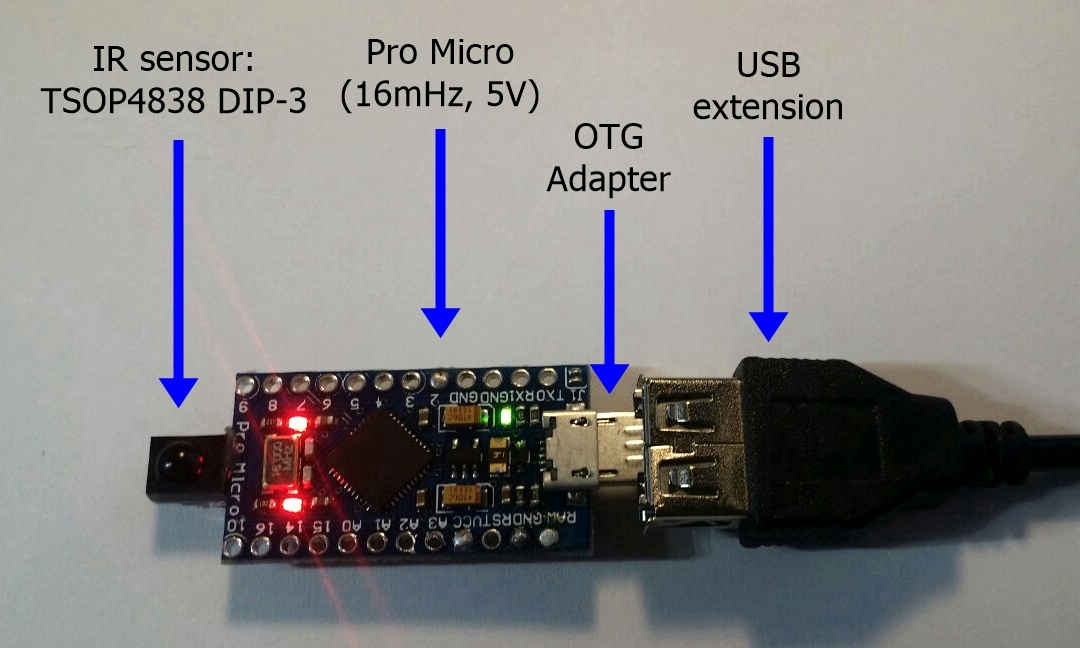 IR sensor:
TSOP4838 DIP-3
Pro Micro
(16mHz, 5V)
OTG
Adapter
USB
extension
9 8 7 6 5 4 3 2 GND GND RX1 TX0 J1
Pro Micro
10 16 14 15 A0 A1 A2 A3 VCC RST GND RAW